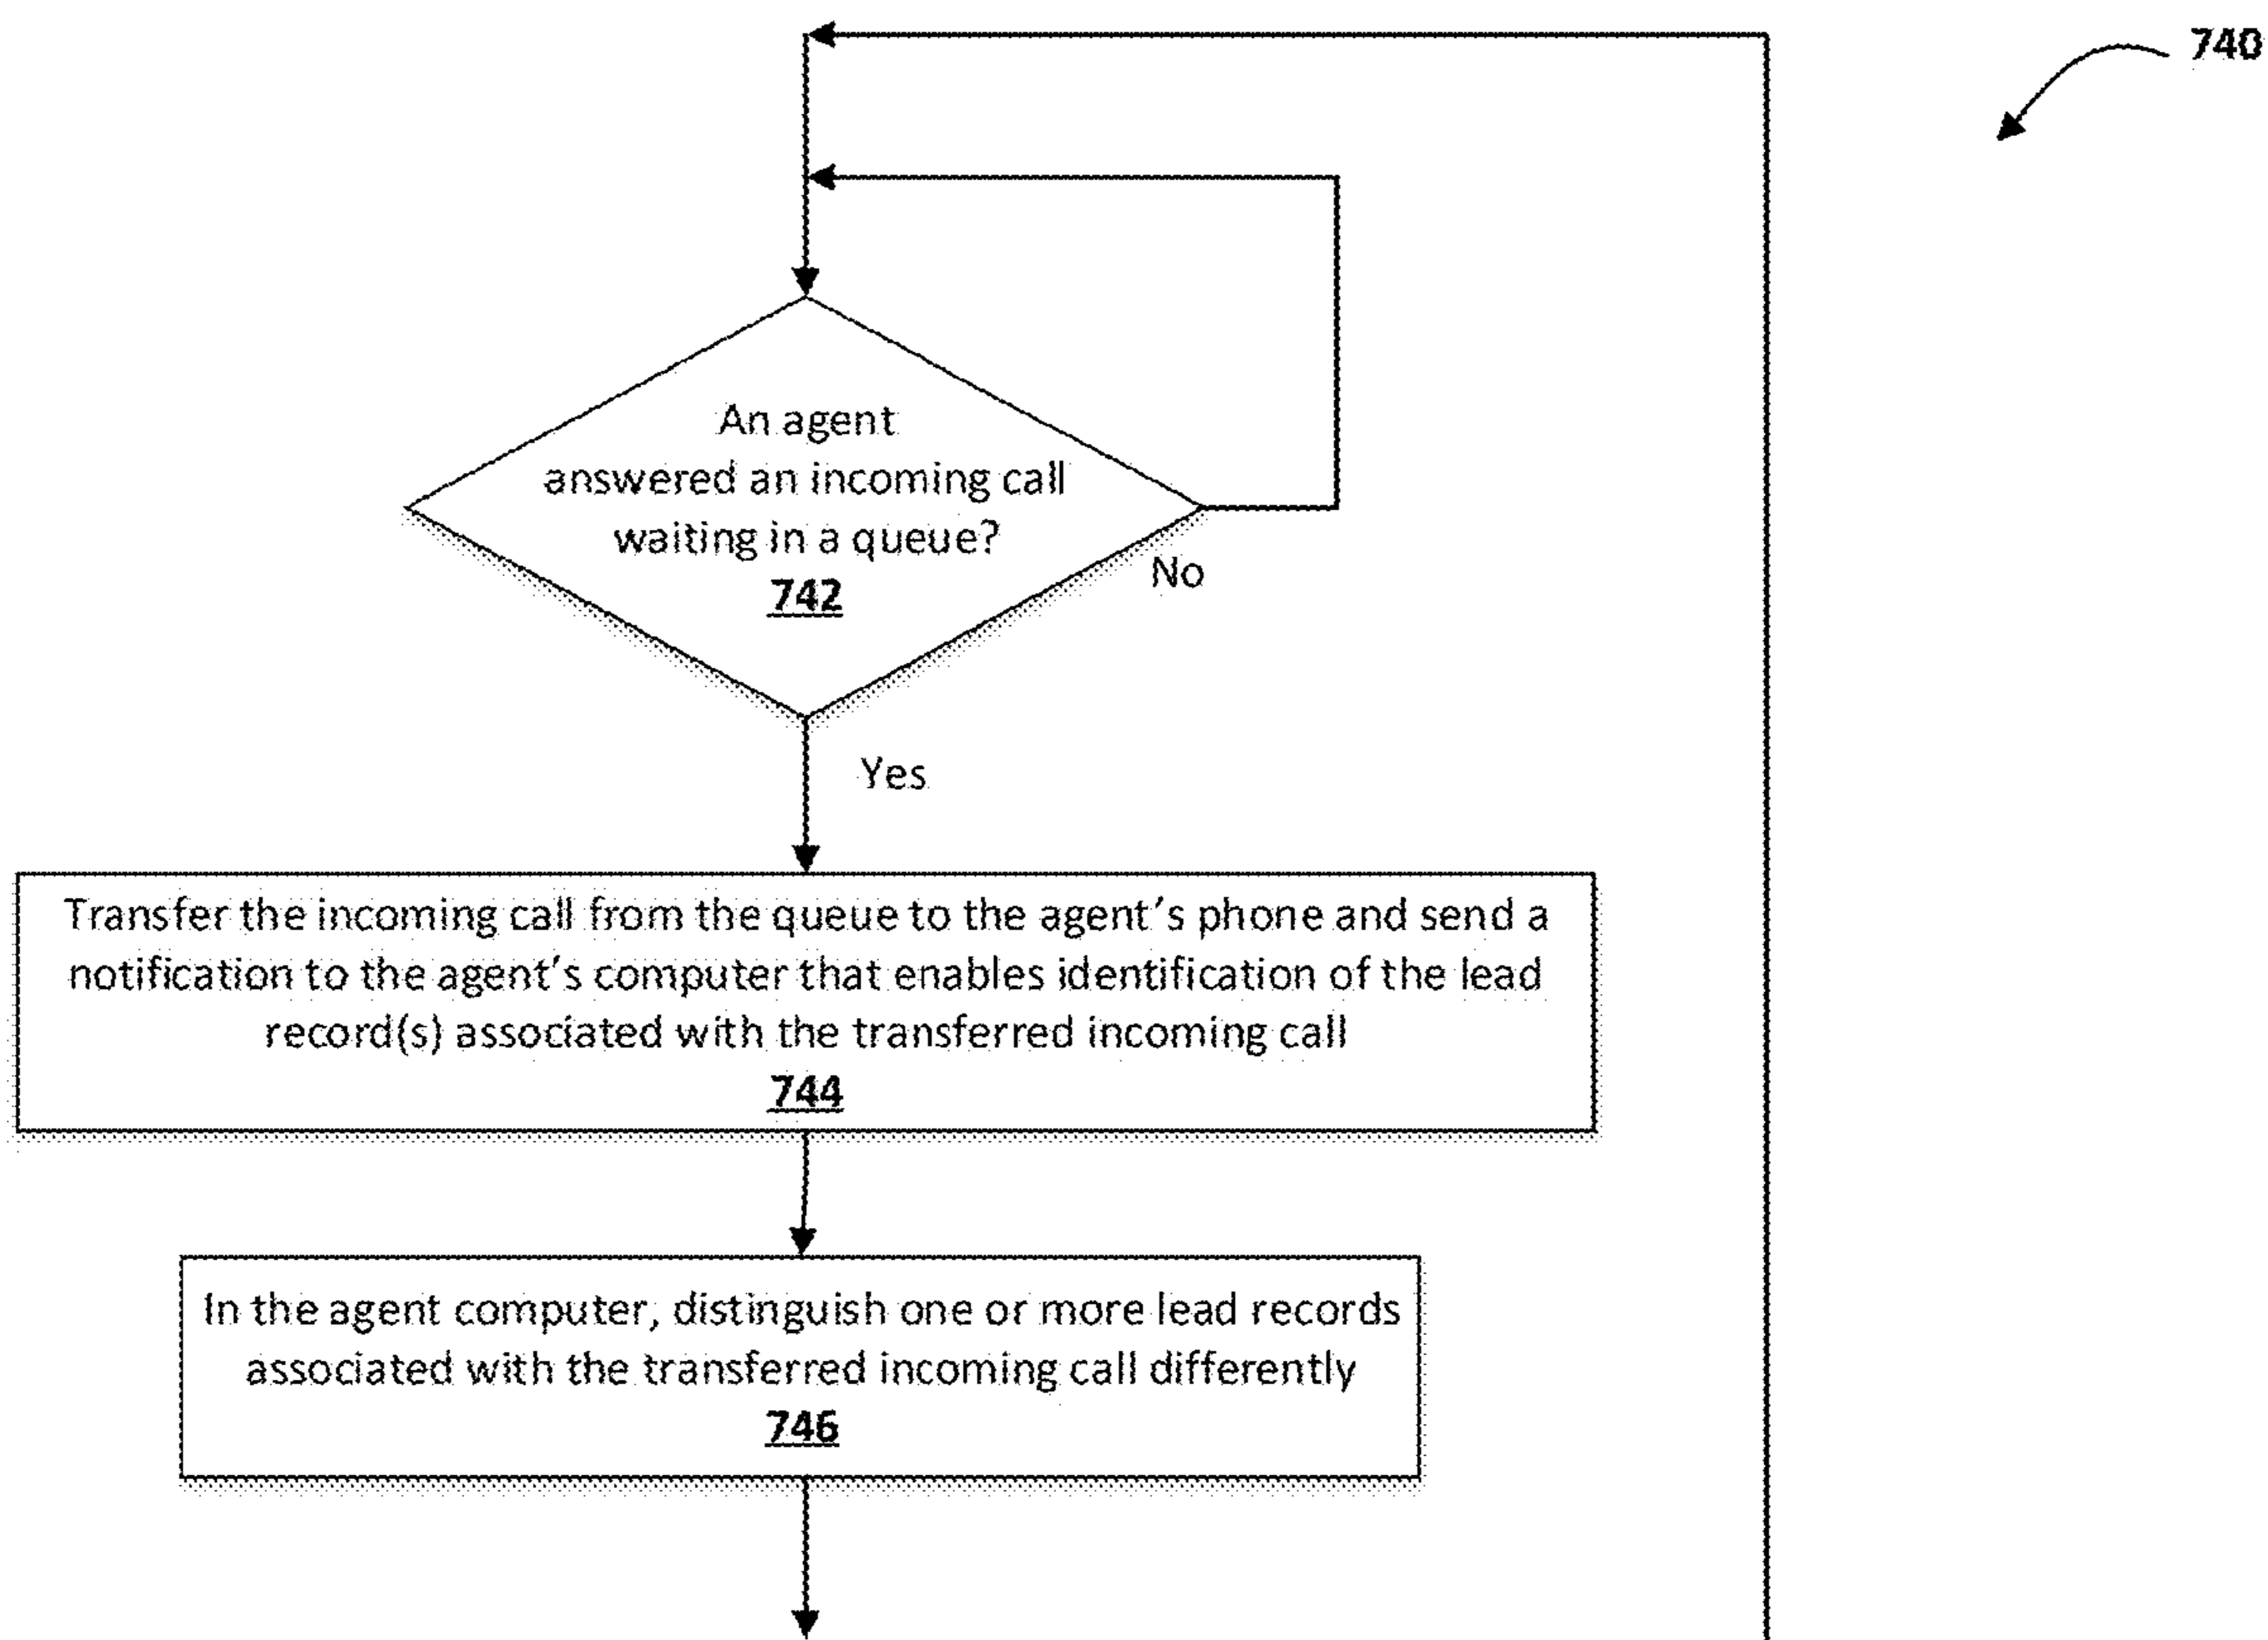 740
An agent
answered an incoming call
waiting in a queue?
742
No
Yes
Transfer the incoming call from the queue to the agent's phone and send a
notification to the agent's computer that enables identification of the lead
record(s) associated with the transferred incoming call
744
In the agent computer, distinguish one or more lead records
associated with the transferred incoming call differently
746